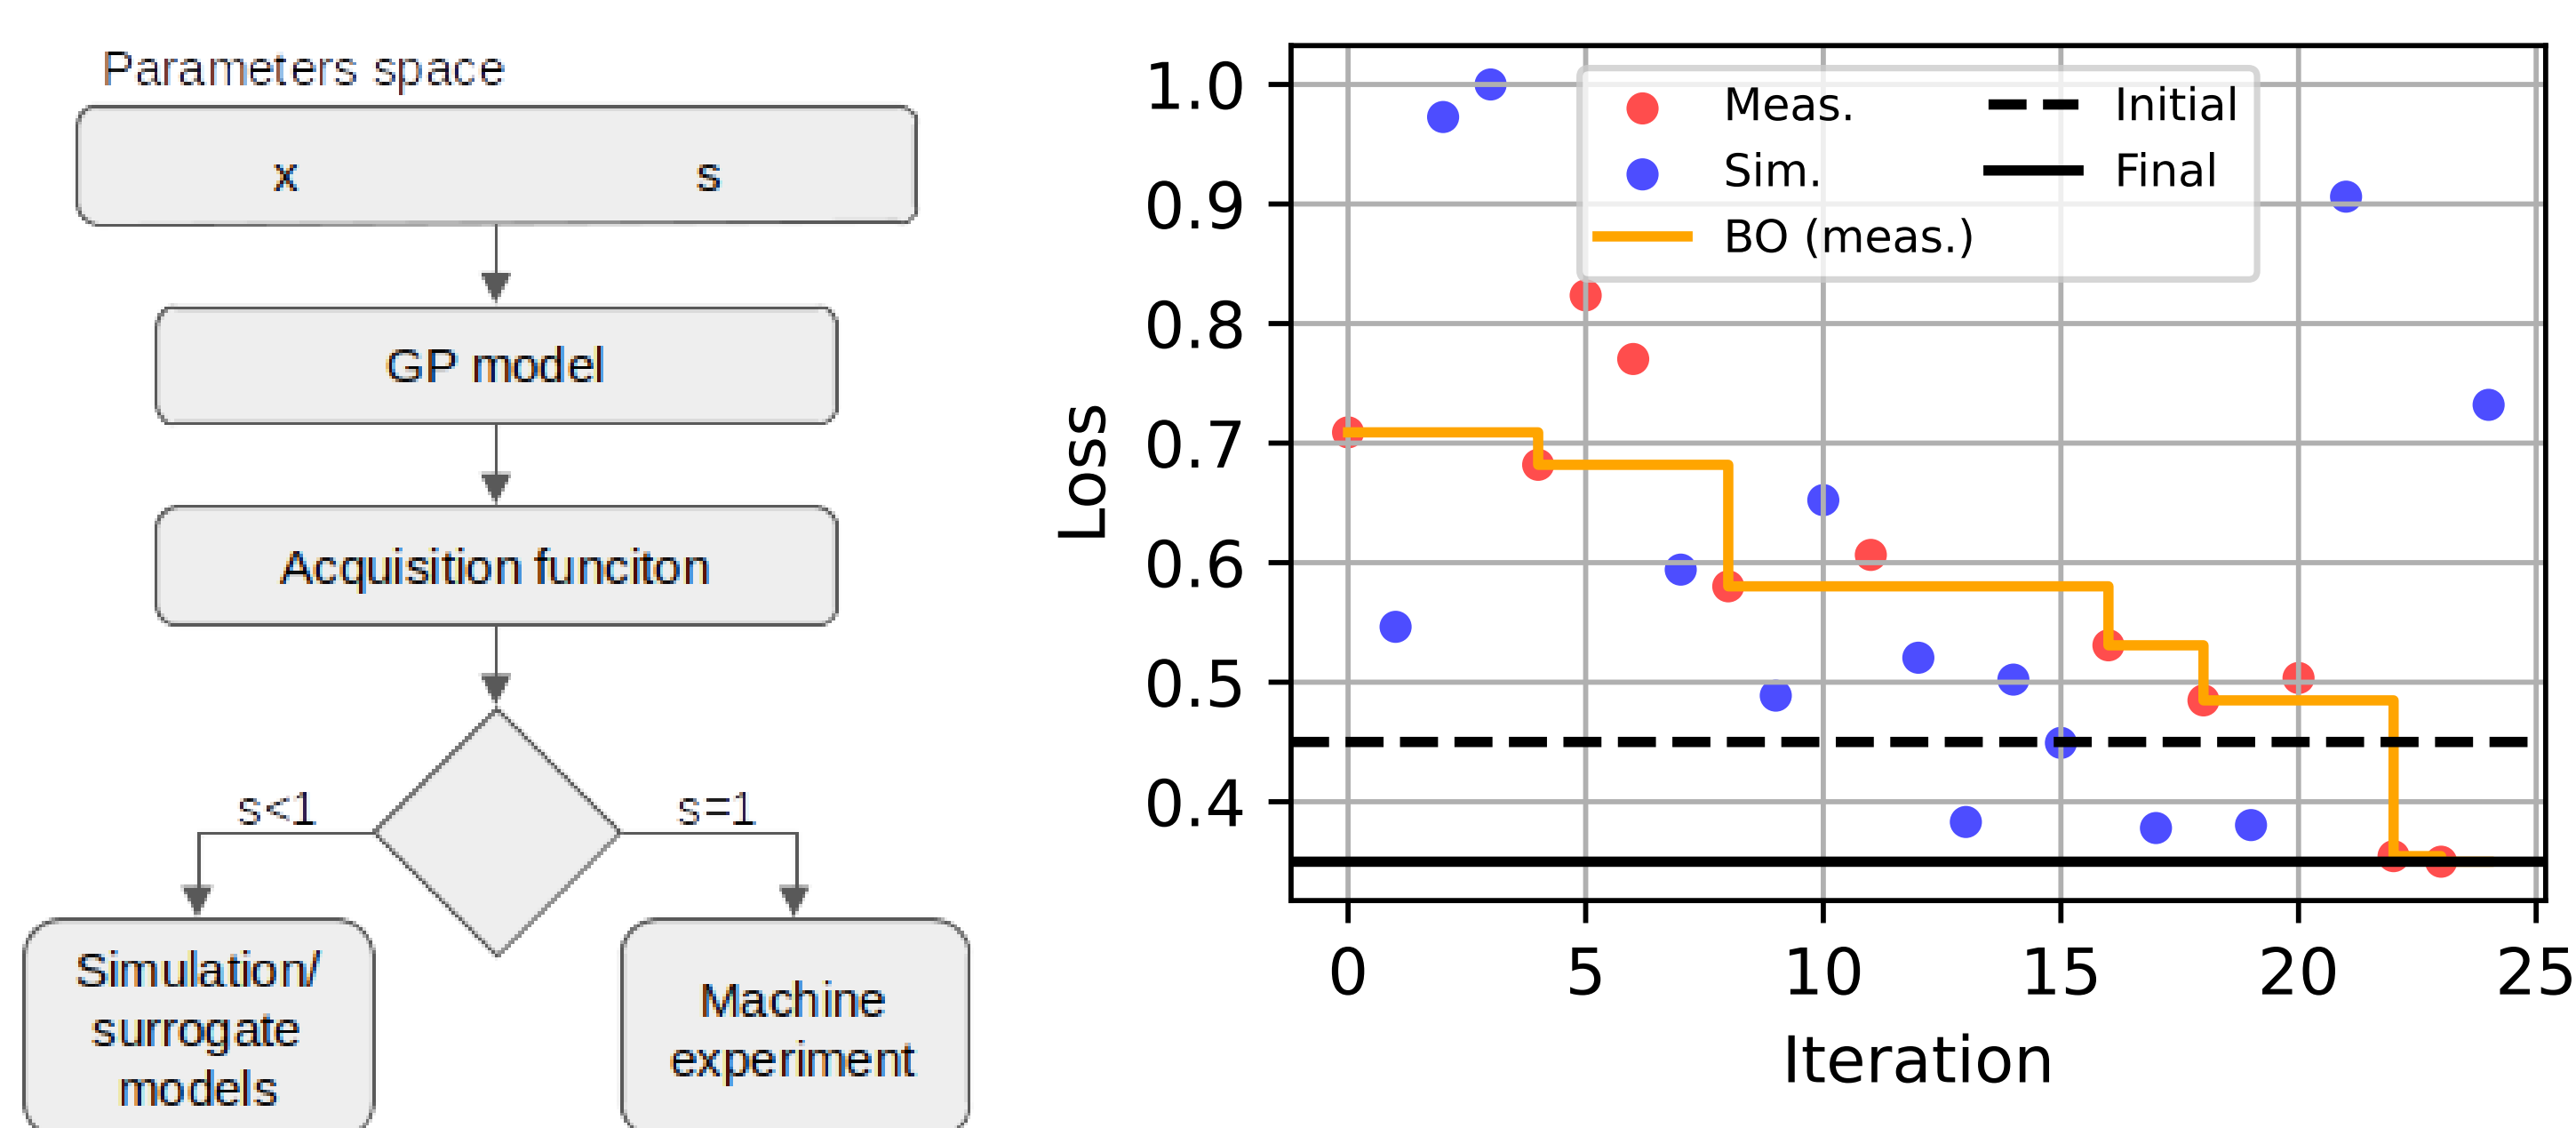 Parameters space
x
s
GP model
Acquisition funciton
s<1
s=1
Simulation/
surrogate
models
Machine
experiment
Loss
1.0
0.9
0.8
0.7
0.6
0.5
0.4
Meas.
Sim.
BO (meas.)
Initial
Final
0
5
10
15
20
25
Iteration